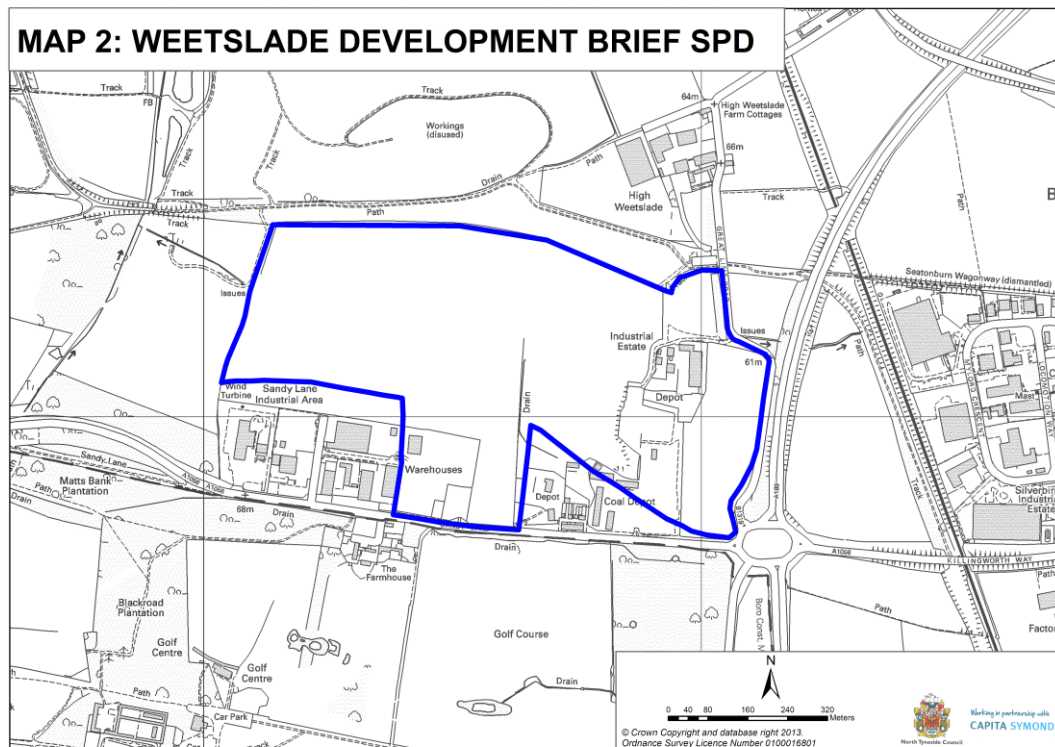 MAP 2: WEETSLADE DEVELOPMENT BRIEF SPD
Track
FB
Track
Track
Workings
(disused)
64m
High Weetslade
Farm Cottages
66m
Path
Drain
High
Weetslade
Track
Track
Path
Track
Path
Seatonburn Wagonway (dismantled)
Issues
Industrial
Estate
Issues
61m
Path
Depot
Wind
Turbine
Sandy Lane
Industrial Area
Drain
Mast
Warehouses
Depot
Coal Depot
Sandy Lane
Path
Matts Bank
Plantation
A1056
68m
Drain
A189
Track
Silverbin
Industrial
Estate
Drain
The
Farmhouse
A1056
KILLINGWORTH WAY
Path
Blackroad
Plantation
Golf
Centre
Golf
Centre
Golf Course
Boro Const,
Path
Factor
Path
Car Park
Drain
N
0 40 80 160 240 320
Meters
© Crown Copyright and database right 2013.
Ordnance Survey Licence Number 0100016801
North Tyneside Council
Working in partnership with
CAPITA SYMOND